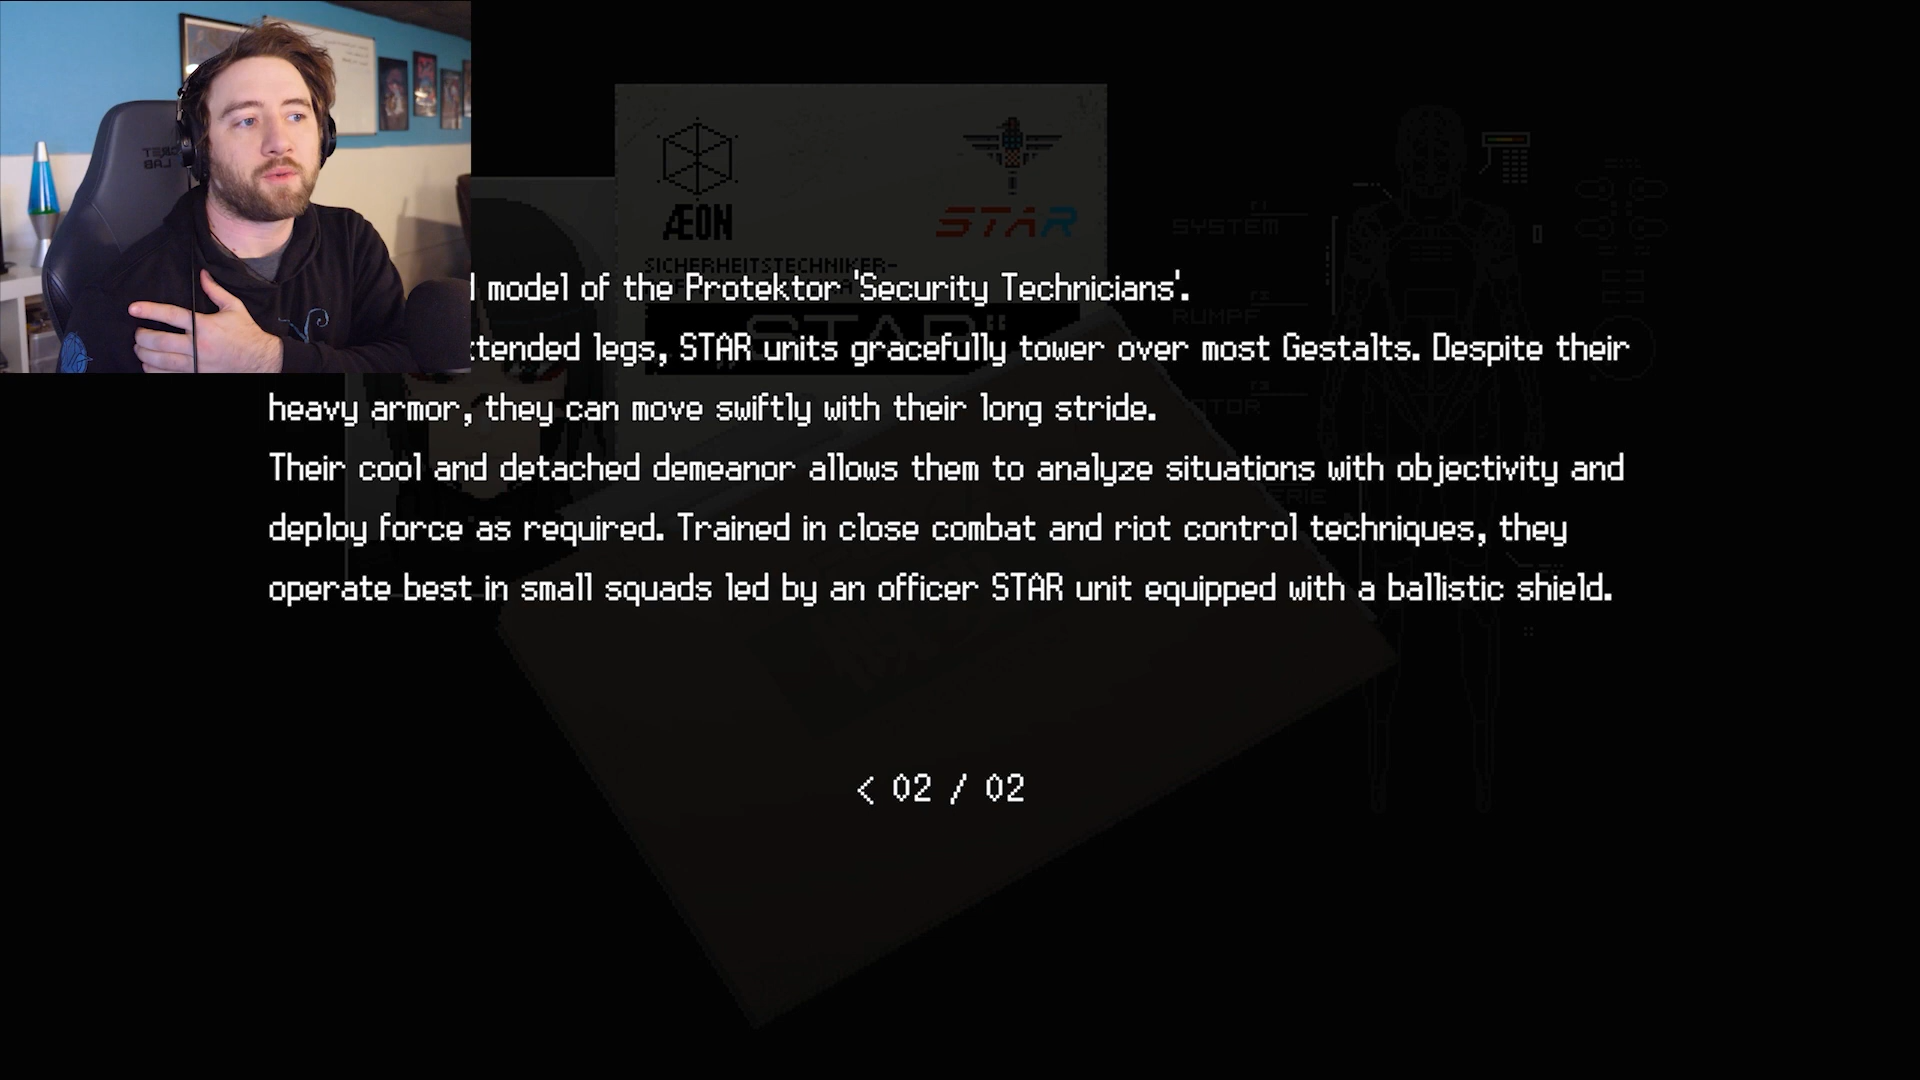 ÆON
STAR
SICHERHEITSTECHNIKER-
SYSTEM
model of the Protektor 'Security Technicians'.
RUMPF
legs, STAR units gracefully tower over most Gestalts. Despite their
heavy armor, they can move swiftly with their long stride.
Their cool and detached demeanor allows them to analyze situations with objectivity and
deploy force as required. Trained in close combat and riot control techniques, they
operate best in small squads led by an officer STAR unit equipped with a ballistic shield.
< 02 / 02